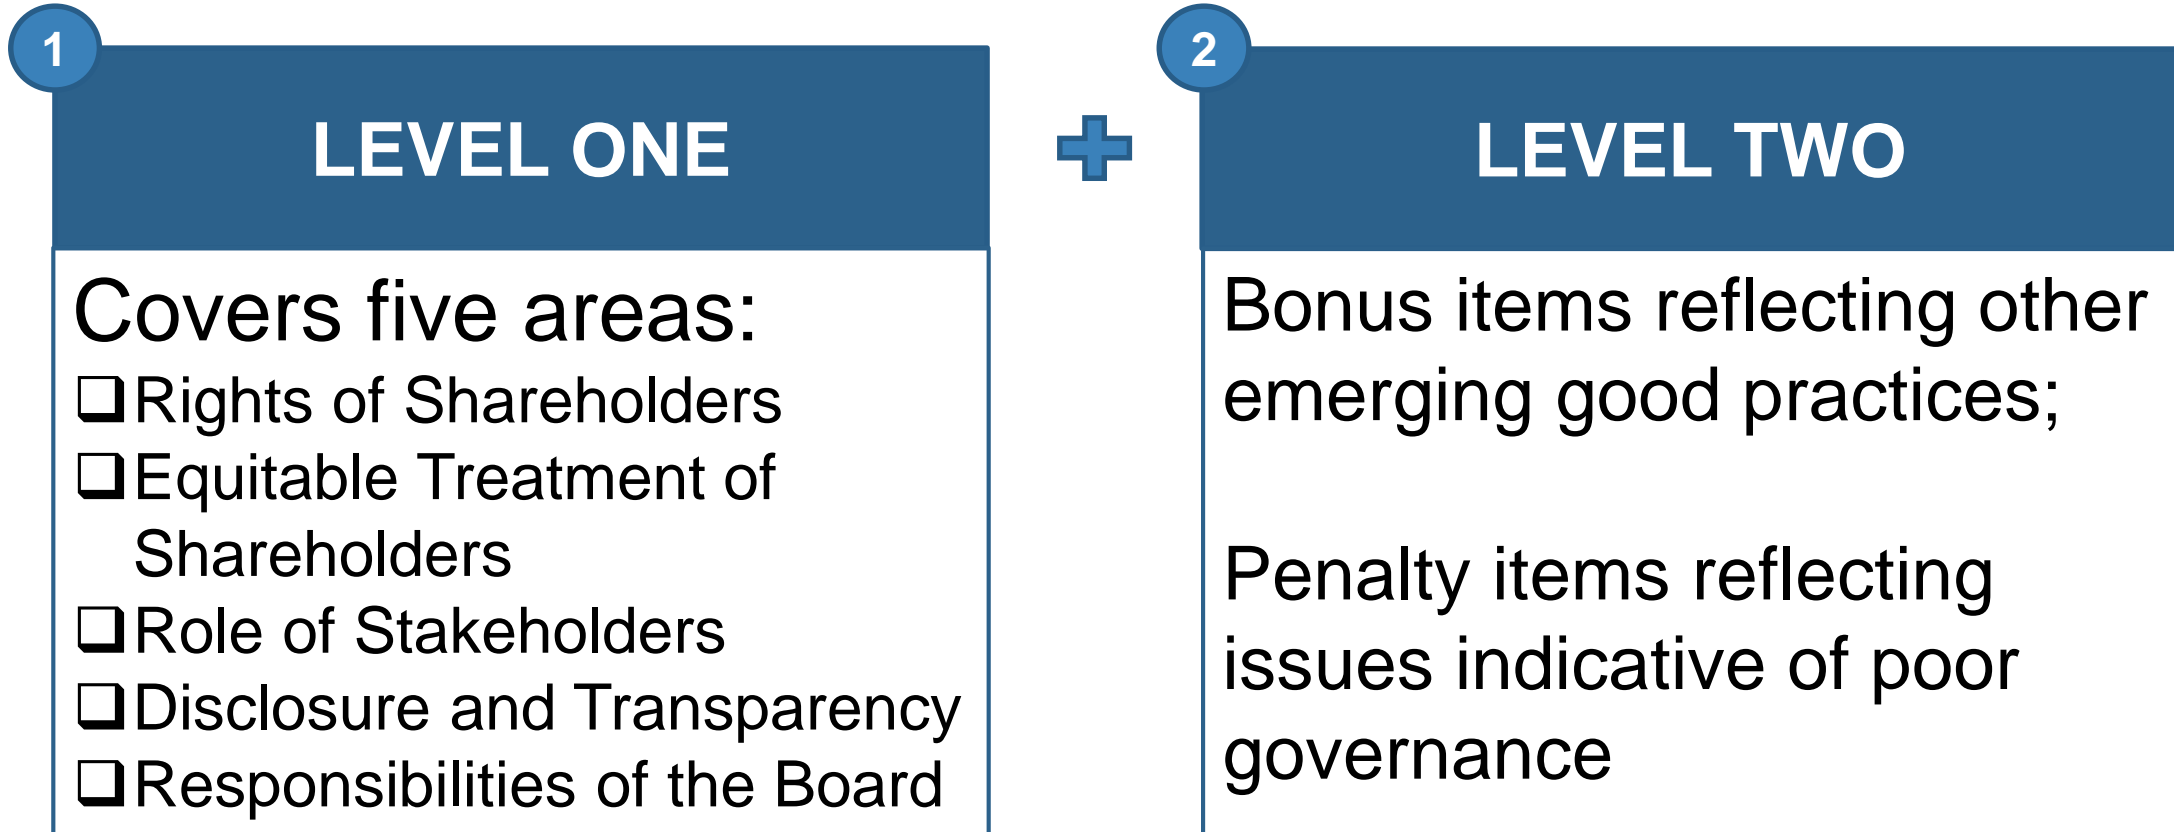 1
LEVEL ONE
Covers five areas:
❑Rights of Shareholders
❑Equitable Treatment of
Shareholders
❑Role of Stakeholders
❑Disclosure and Transparency
❑Responsibilities of the Board
2
LEVEL TWO
Bonus items reflecting other
emerging good practices;
Penalty items reflecting
issues indicative of poor
governance